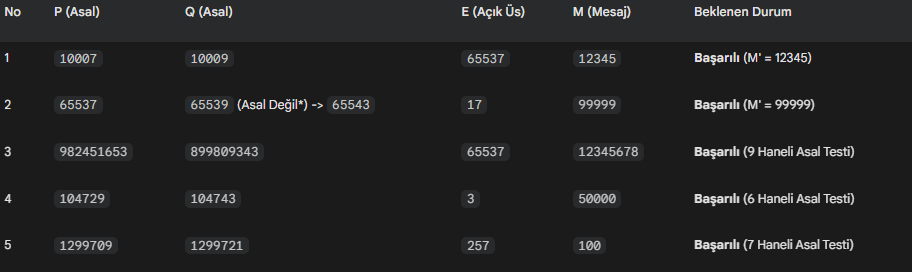 No P (Asal) Q (Asal) E (Açık Üs) M (Mesaj) Beklenen Durum
1 10007 10009 65537 12345 Başarılı (M' = 12345)
2 65537 65539 (Asal Değil*) -> 65543 17 99999 Başarılı (M' = 99999)
3 982451653 899809343 65537 12345678 Başarılı (9 Haneli Asal Testi)
4 104729 104743 3 50000 Başarılı (6 Haneli Asal Testi)
5 1299709 1299721 257 100 Başarılı (7 Haneli Asal Testi)